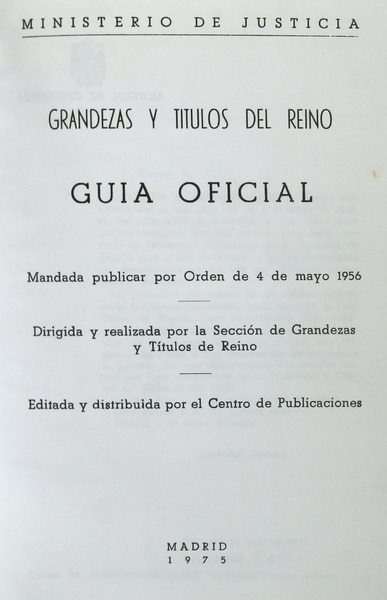 MINISTERIO DE JUSTICIA
GRANDEZAS Y TITULOS DEL REINO
GUIA OFICIAL
Mandada publicar por Orden de 4 de mayo 1956
Dirigida y realizada por la Sección de Grandezas
y Títulos de Reino
Editada y distribuida por el Centro de Publicaciones
MADRID
1975